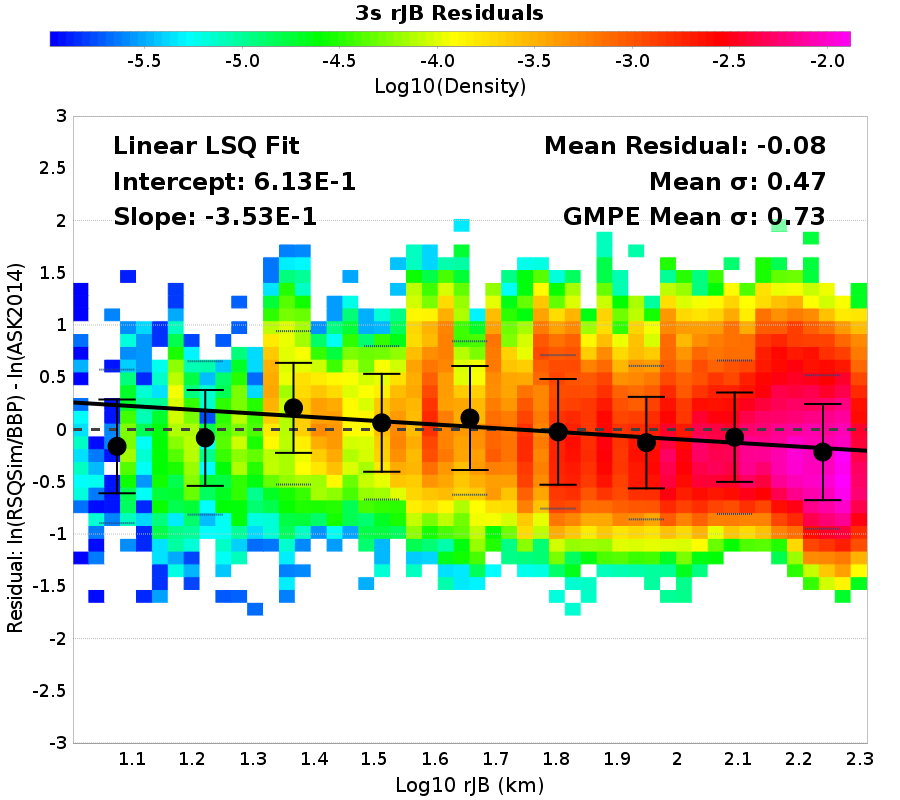 3s rJB Residuals
-5.5 -5.0 -4.5 -4.0 -3.5 -3.0 -2.5 -2.0
Log10(Density)
Linear LSQ Fit
Intercept: 6.13E-1
Slope: -3.53E-1
Mean Residual: -0.08
Mean σ: 0.47
GMPE Mean σ: 0.73
Residual: ln(RSQSim/BBP) - ln(ASK2014)
3
2.5
2
1.5
1
0.5
0
-0.5
-1
-1.5
-2
-2.5
-3
1.1 1.2 1.3 1.4 1.5 1.6 1.7 1.8 1.9 2 2.1 2.2 2.3
Log10 rJB (km)